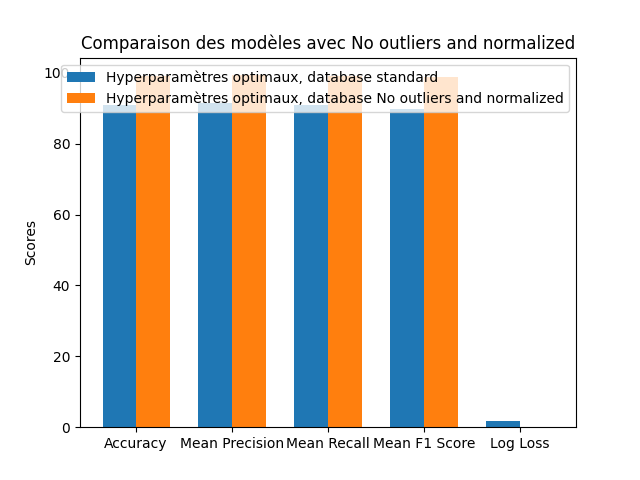 Comparaison des modèles avec No outliers and normalized
100
Hyperparamètres optimaux, database standard
Hyperparamètres optimaux, database No outliers and normalized
80
Scores
60
40
20
0
Accuracy Mean Precision Mean Recall Mean F1 Score Log Loss